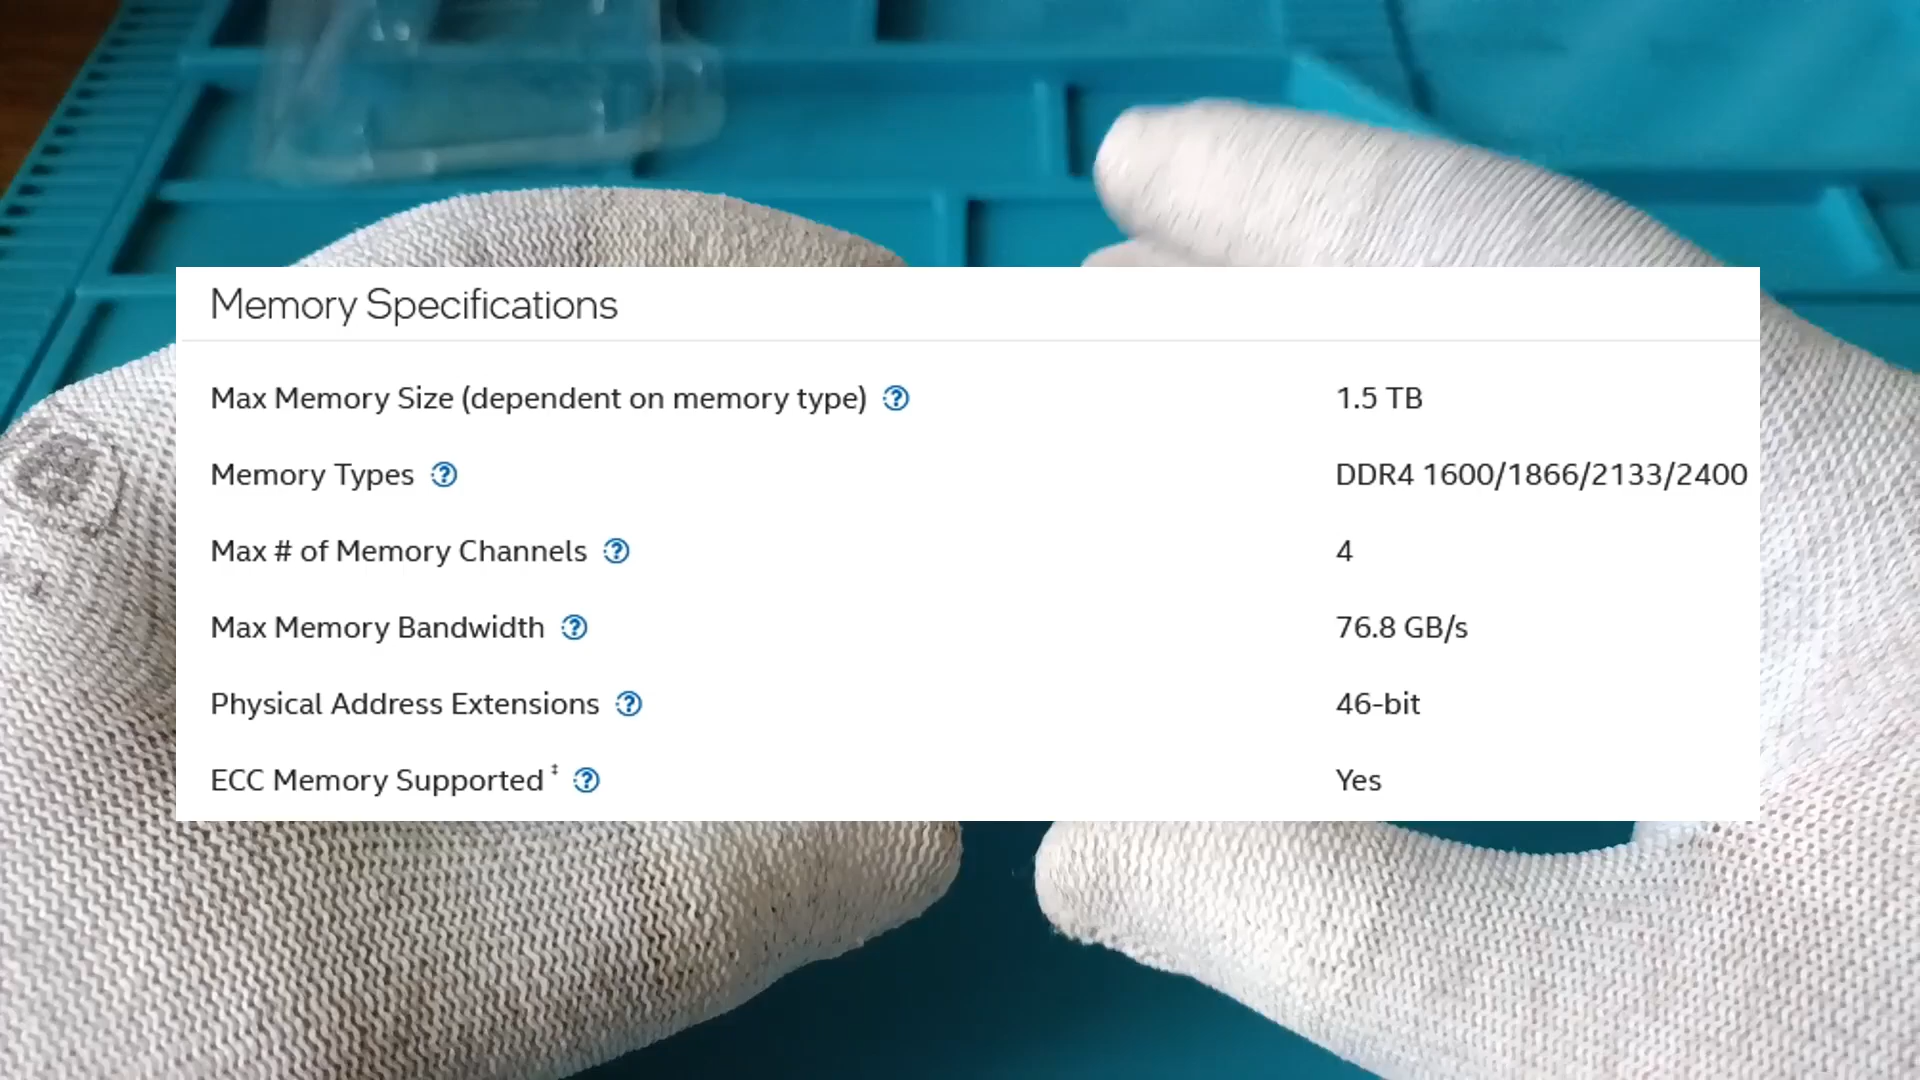 Memory Specifications
Max Memory Size (dependent on memory type) ? 1.5 TB
Memory Types ? DDR4 1600/1866/2133/2400
Max # of Memory Channels ? 4
Max Memory Bandwidth ? 76.8 GB/s
Physical Address Extensions ? 46-bit
ECC Memory Supported ‡ ? Yes